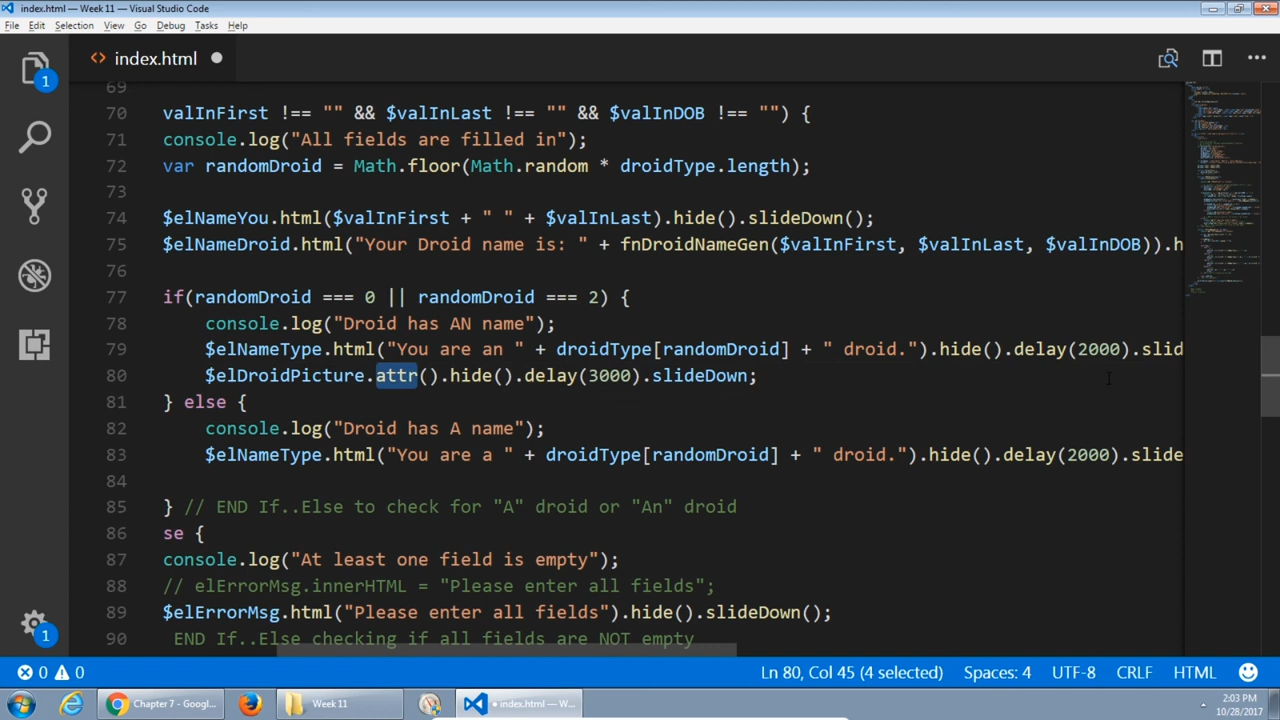 index.html — Week 11 — Visual Studio Code
File Edit Selection View Go Debug Tasks Help
index.html
69
70 valInFirst !== "" && $valInLast !== "" && $valInDOB !== "") {
71 console.log("All fields are filled in");
72 var randomDroid = Math.floor(Math.random * droidType.length);
73
74 $elNameYou.html($valInFirst + " " + $valInLast).hide().slideDown();
75 $elNameDroid.html("Your Droid name is: " + fnDroidNameGen($valInFirst, $valInLast, $valInDOB)).h
76
77 if(randomDroid === 0 || randomDroid === 2) {
78 console.log("Droid has AN name");
79 $elNameType.html("You are an " + droidType[randomDroid] + " droid.").hide().delay(2000).slid
80 $elDroidPicture.attr().hide().delay(3000).slideDown;
81 } else {
82 console.log("Droid has A name");
83 $elNameType.html("You are a " + droidType[randomDroid] + " droid.").hide().delay(2000).slide
84
85 } // END If..Else to check for "A" droid or "An" droid
86 se {
87 console.log("At least one field is empty");
88 // elErrorMsg.innerHTML = "Please enter all fields";
89 $elErrorMsg.html("Please enter all fields").hide().slideDown();
90 END If..Else checking if all fields are NOT empty
1
1
0 0 Ln 80, Col 45 (4 selected) Spaces: 4 UTF-8 CRLF HTML
Chapter 7 - Googl... Week 11 • index.html — W... 2:03 PM
10/28/2017